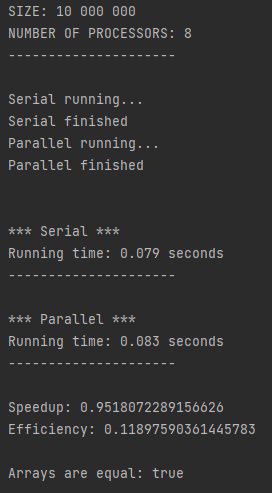 SIZE: 10 000 000
NUMBER OF PROCESSORS: 8
---------------------
Serial running...
Serial finished
Parallel running...
Parallel finished
*** Serial ***
Running time: 0.079 seconds
---------------------
*** Parallel ***
Running time: 0.083 seconds
---------------------
Speedup: 0.9518072289156626
Efficiency: 0.11897590361445783
Arrays are equal: true